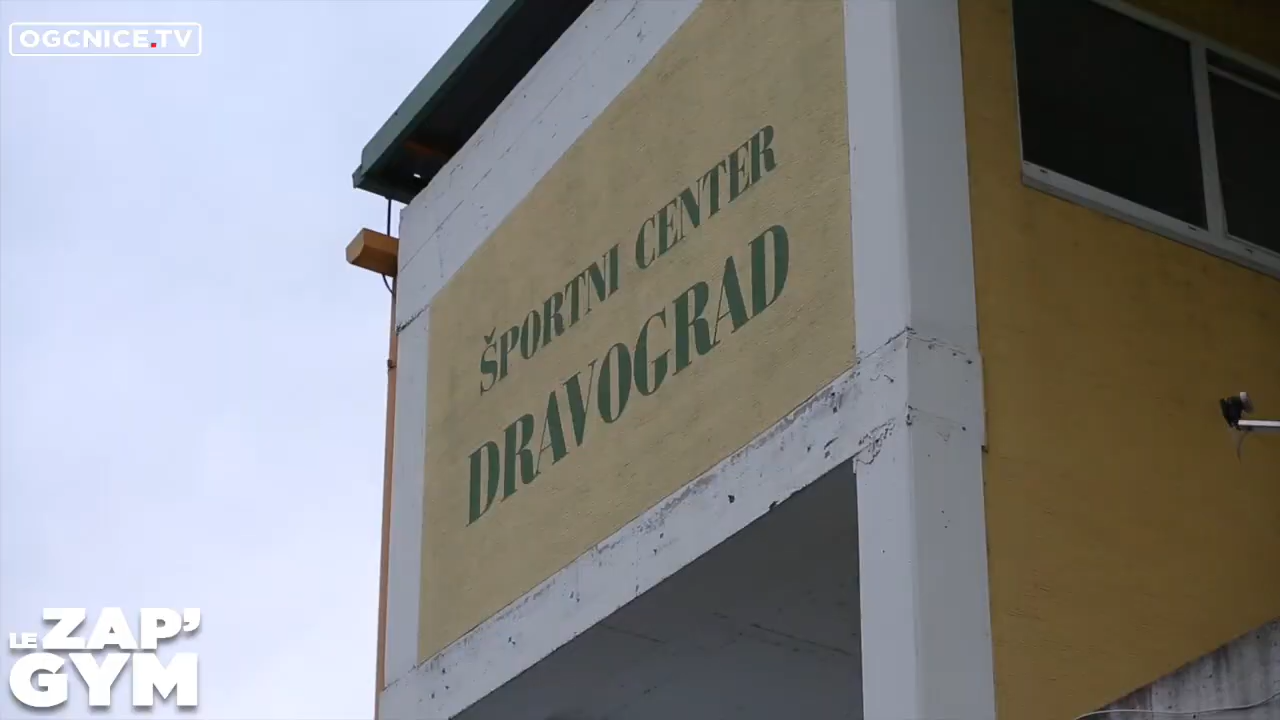 OGCNICE.TV
ŠPORTNI CENTER
DRAVOGRAD
LE ZAP'
GYM